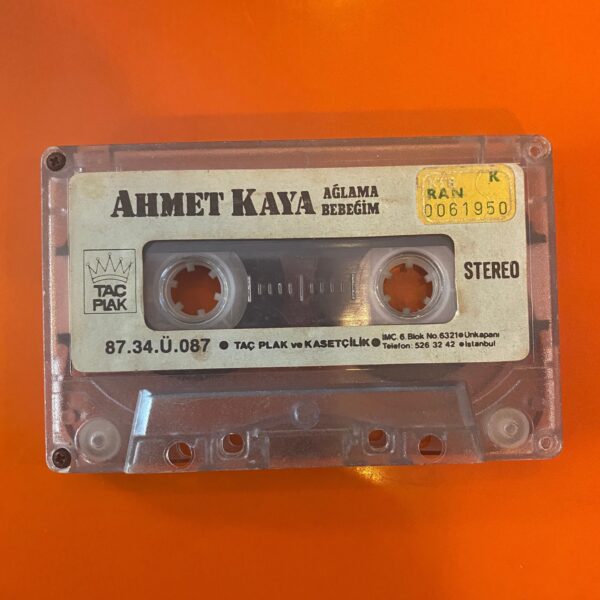 AHMET KAYA AĞLAMA
BEBEĞİM
K
RAN
0061950
TAÇ
PLAK
STEREO
87.34.Ü.087 ● TAÇ PLAK ve KASETÇİLİK ● İMC. 6. Blok No. 6321 ● Unkapanı
Telefon: 526 32 42 ● İstanbul